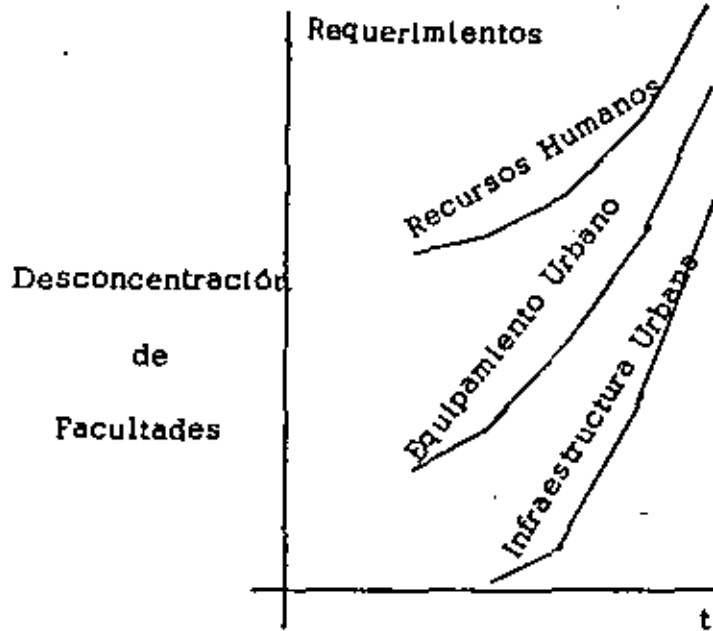 Requerimientos
Recursos Humanos
Equipamiento Urbano
Infraestructura Urbana
Desconcentración
de
Facultades
t